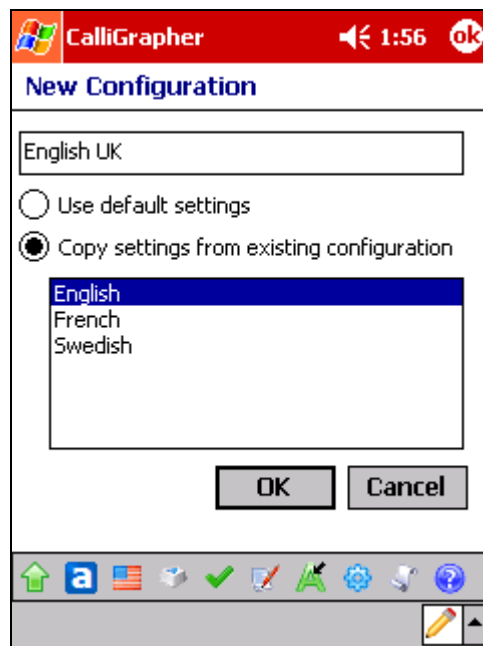 CalliGrapher 1:56 ok
New Configuration
English UK
Use default settings
Copy settings from existing configuration
English
French
Swedish
OK Cancel
a ?